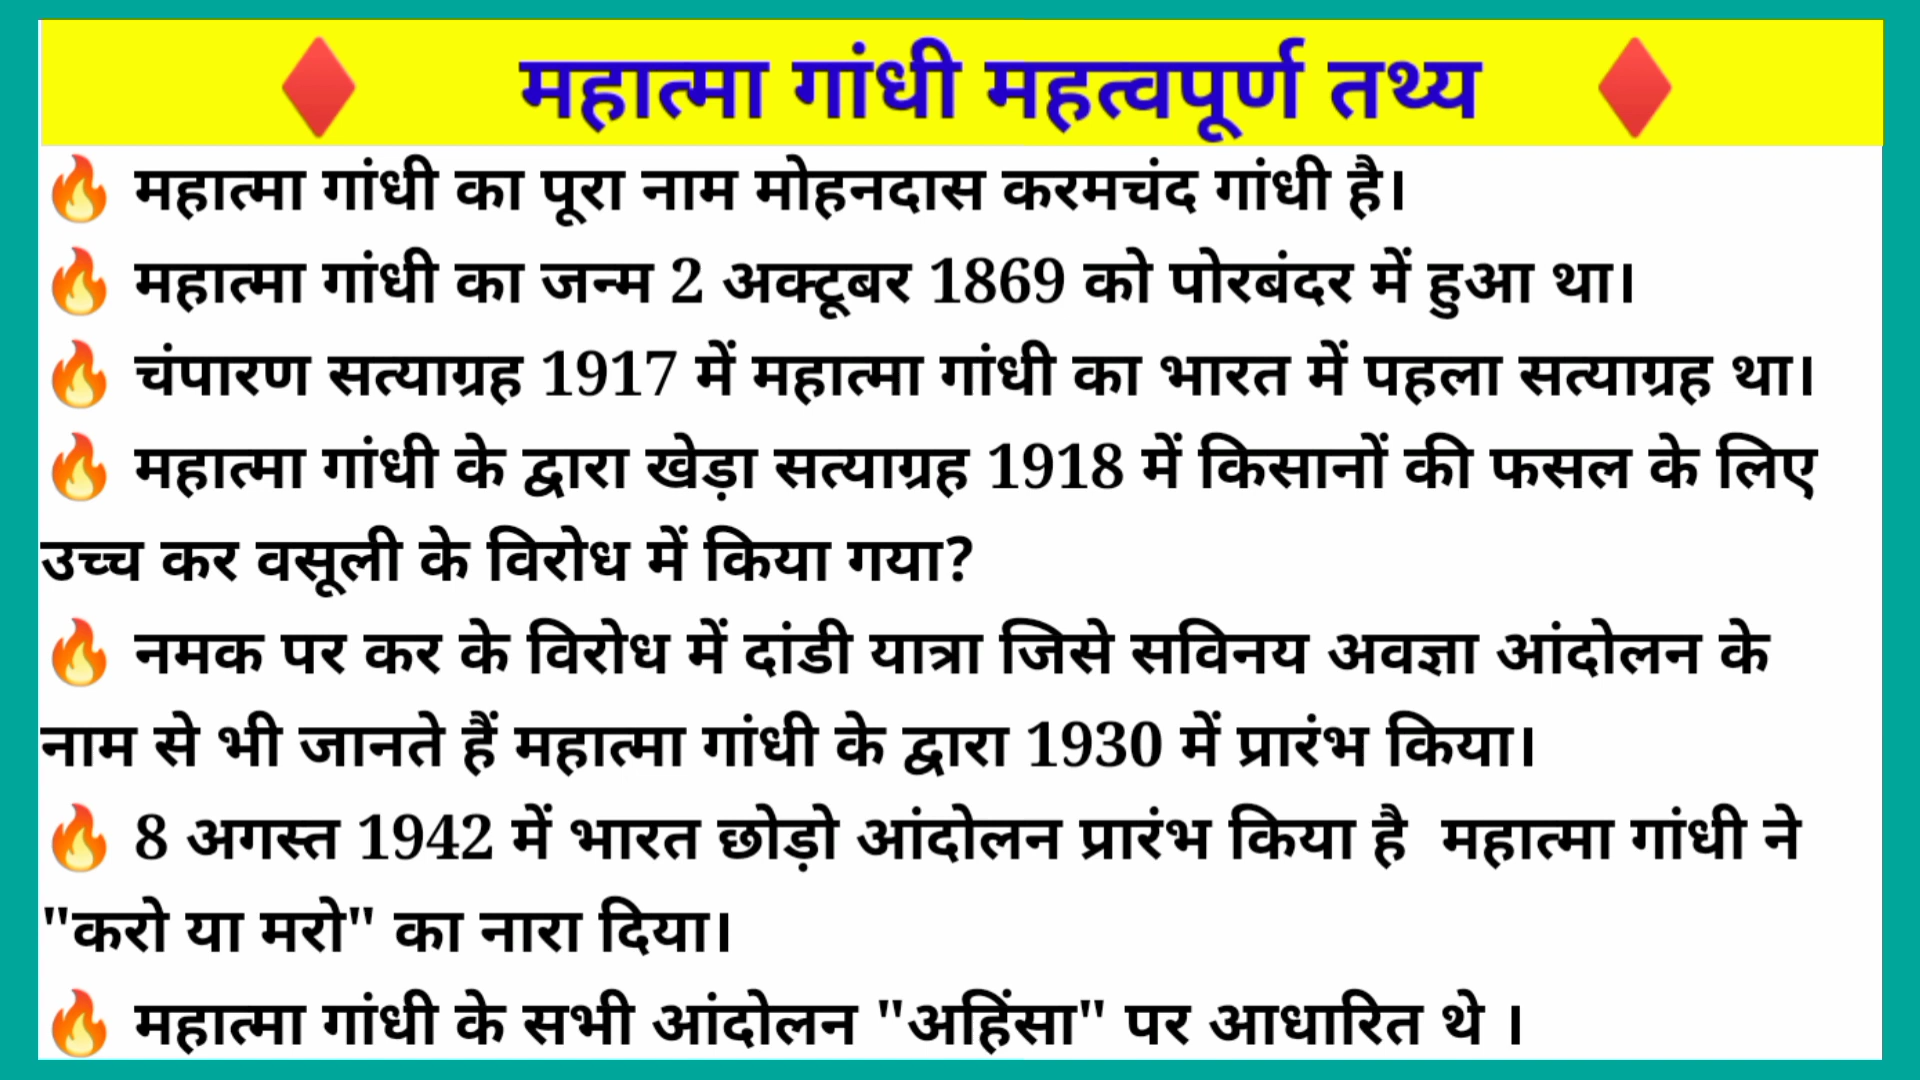 ♦ महात्मा गांधी महत्वपूर्ण तथ्य ♦
🔥 महात्मा गांधी का पूरा नाम मोहनदास करमचंद गांधी है।
🔥 महात्मा गांधी का जन्म 2 अक्टूबर 1869 को पोरबंदर में हुआ था।
🔥 चंपारण सत्याग्रह 1917 में महात्मा गांधी का भारत में पहला सत्याग्रह था।
🔥 महात्मा गांधी के द्वारा खेड़ा सत्याग्रह 1918 में किसानों की फसल के लिए
उच्च कर वसूली के विरोध में किया गया?
🔥 नमक पर कर के विरोध में दांडी यात्रा जिसे सविनय अवज्ञा आंदोलन के
नाम से भी जानते हैं महात्मा गांधी के द्वारा 1930 में प्रारंभ किया।
🔥 8 अगस्त 1942 में भारत छोड़ो आंदोलन प्रारंभ किया है  महात्मा गांधी ने
"करो या मरो" का नारा दिया।
🔥 महात्मा गांधी के सभी आंदोलन "अहिंसा" पर आधारित थे ।